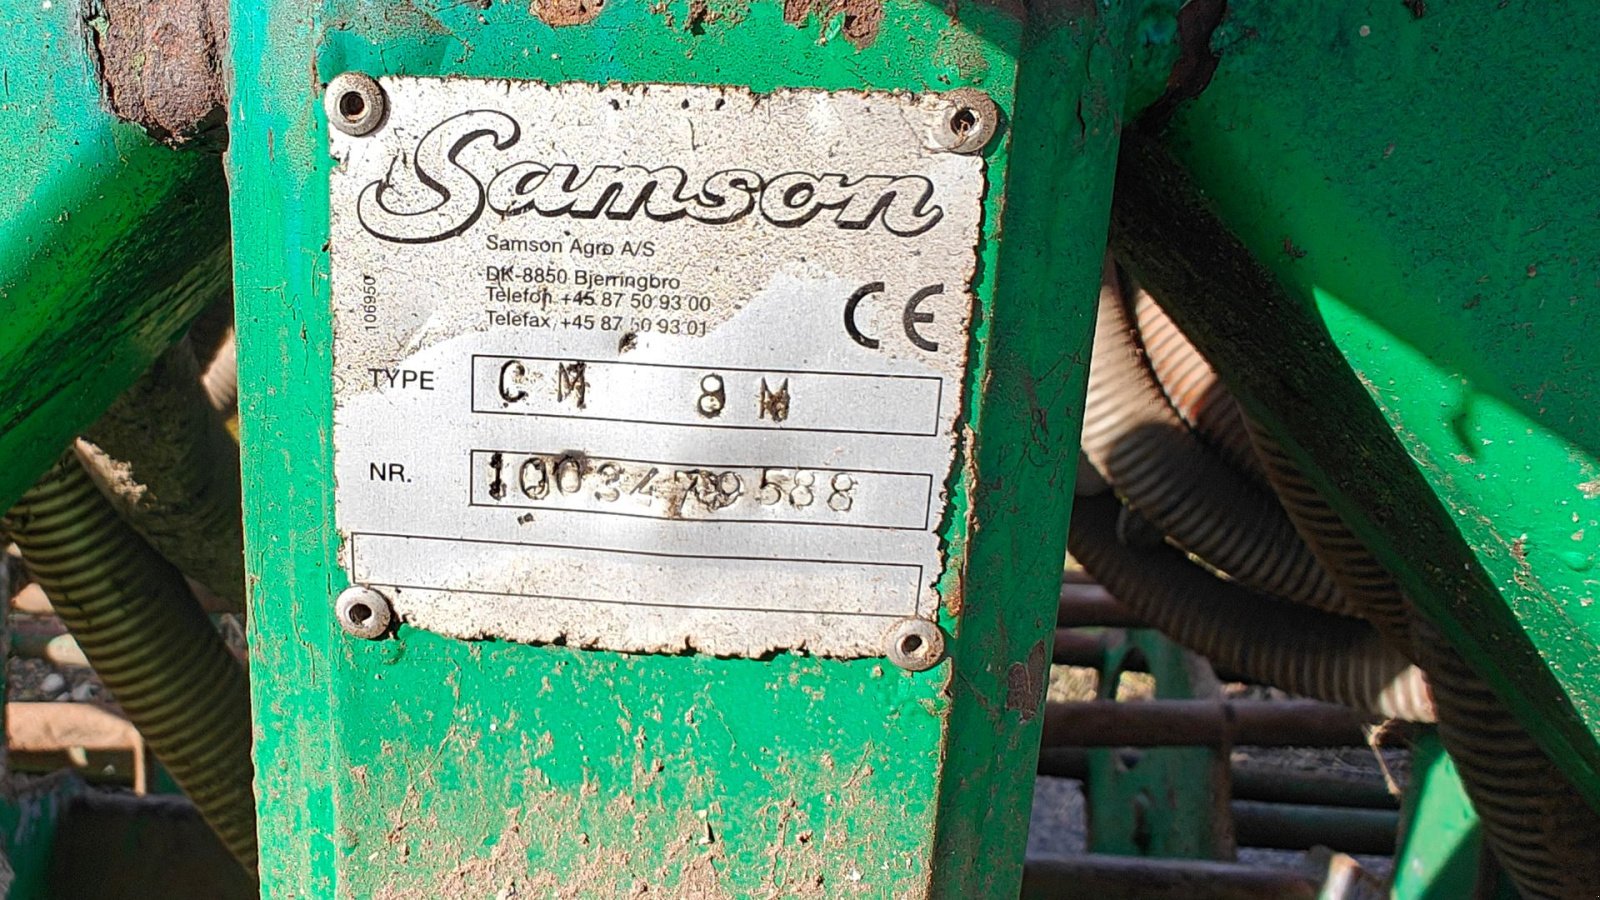 Samson
Samson Agro A/S
DK-8850 Bjerringbro
Telefon +45 87 50 93 00
Telefax +45 87 50 93 01
106950
CE
TYPE CM 8M
NR.